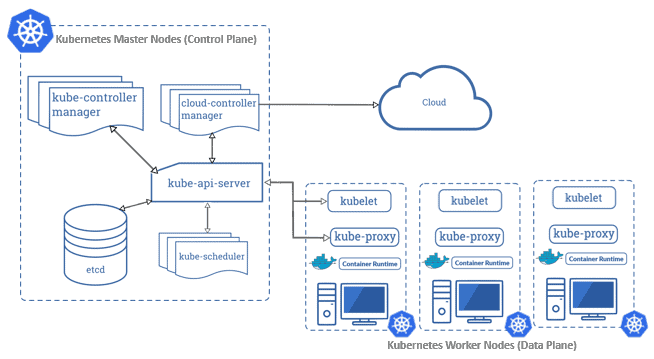 Kubernetes Master Nodes (Control Plane)
kube-controller
manager
cloud-controller
manager
Cloud
kube-api-server
etcd
kube-scheduler
kubelet
kube-proxy
Container Runtime
kubelet
kube-proxy
Container Runtime
kubelet
kube-proxy
Container Runtime
Kubernetes Worker Nodes (Data Plane)